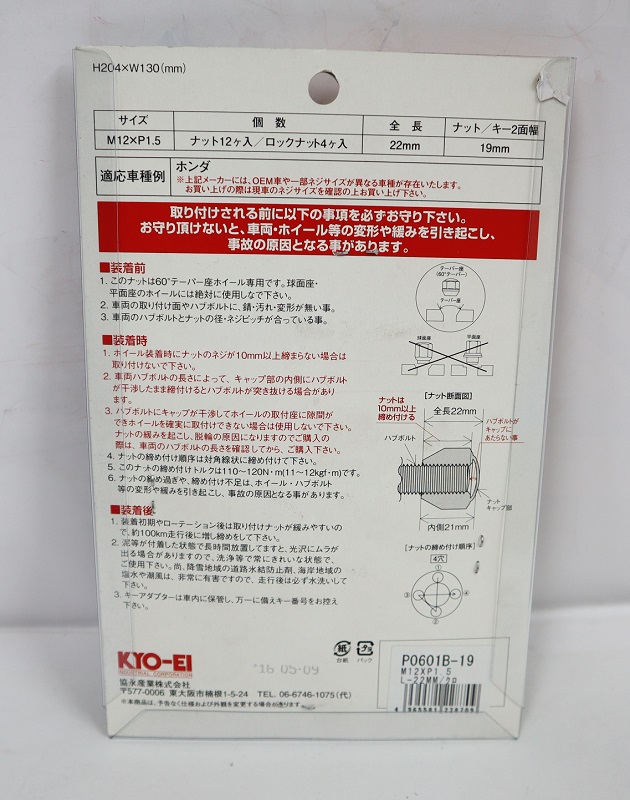 H204×W130(mm)
サイズ 個数 全長 ナット／キー2面幅
M12×P1.5 ナット12ヶ入／ロックナット4ヶ入 22mm 19mm
適応車種例 ホンダ
※上記メーカーには、OEM車や一部ネジサイズが異なる車種が存在いたします。
お買い上げの際は現車のネジサイズを確認の上お買い上げ下さい。
取り付けされる前に以下の事項を必ずお守り下さい。
お守り頂けないと、車両・ホイール等の変形や緩みを引き起こし、
事故の原因となる事があります。
■装着前
1. このナットは60°テーパー座ホイール専用です。球面座・
平面座のホイールには絶対に使用しなで下さい。
2. 車両の取り付け面やハブボルトに、錆・汚れ・変形が無い事。
3. 車両のハブボルトとナットの径・ネジピッチが合っている事。
テーパー座
(60°テーパー)
テーパー座
■装着時
1. ホイール装着時にナットのネジが10mm以上締まらない場合は
取り付けないで下さい。
2. 車両ハブボルトの長さによって、キャップ部の内側にハブボルト
が干渉したまま締付けるとハブボルトが突き抜ける場合があり
ます。
3. ハブボルトにキャップが干渉してホイールの取付座に隙間が
できホイールを確実に取付けできない場合は使用しないで下さい。
ナットの緩みを起こし、脱輪の原因になりますのでご購入の
際は、車両のハブボルトの長さを確認してから、ご購入下さい。
4. ナットの締め付け順序は対角線状に締め付けて下さい。
5. このナットの締め付けトルクは110～120N・m(11～12kgf・m)です。
6. ナットの締め過ぎや、締め付け不足は、ホイール・ハブボルト
等の変形や緩みを引き起こし、事故の原因となる事があります。
球面座 平面座
ナットは
10mm以上
締め付ける
[ナット断面図]
全長22mm
ハブボルトが
キャップに
あたらない事
ハブボルト
ナット
キャップ部
内側21mm
■装着後
1. 装着初期やローテーション後は取り付けナットが緩みやすいの
で、約100km走行後に増し締めをして下さい。
2. 泥等が付着した状態で長時間放置してますと、光沢にムラが
出る場合がありますので、洗浄等で常にきれいな状態で、
ご使用下さい。尚、降雪地域の道路氷結防止剤、海岸地域の
塩水や潮風は、非常に有害ですので、走行後は必ず水洗いして
下さい。
3. キーアダプターは車内に保管し、万一に備えキー番号をお控え
下さい。
[ナットの締め付け順序]
4穴
①
④
②
③
KYO-EI
INDUSTRIAL CORPORATION
'16 05-09
紙
台紙
プラ
パック
協永産業株式会社
〒577-0006 東大阪市楠根1-5-24 TEL. 06-6746-1075(代)
※本商品は、予告なく仕様および外観を変更する場合が有ります。
P0601B-19
M12XP1.5
L-22MM/クロ